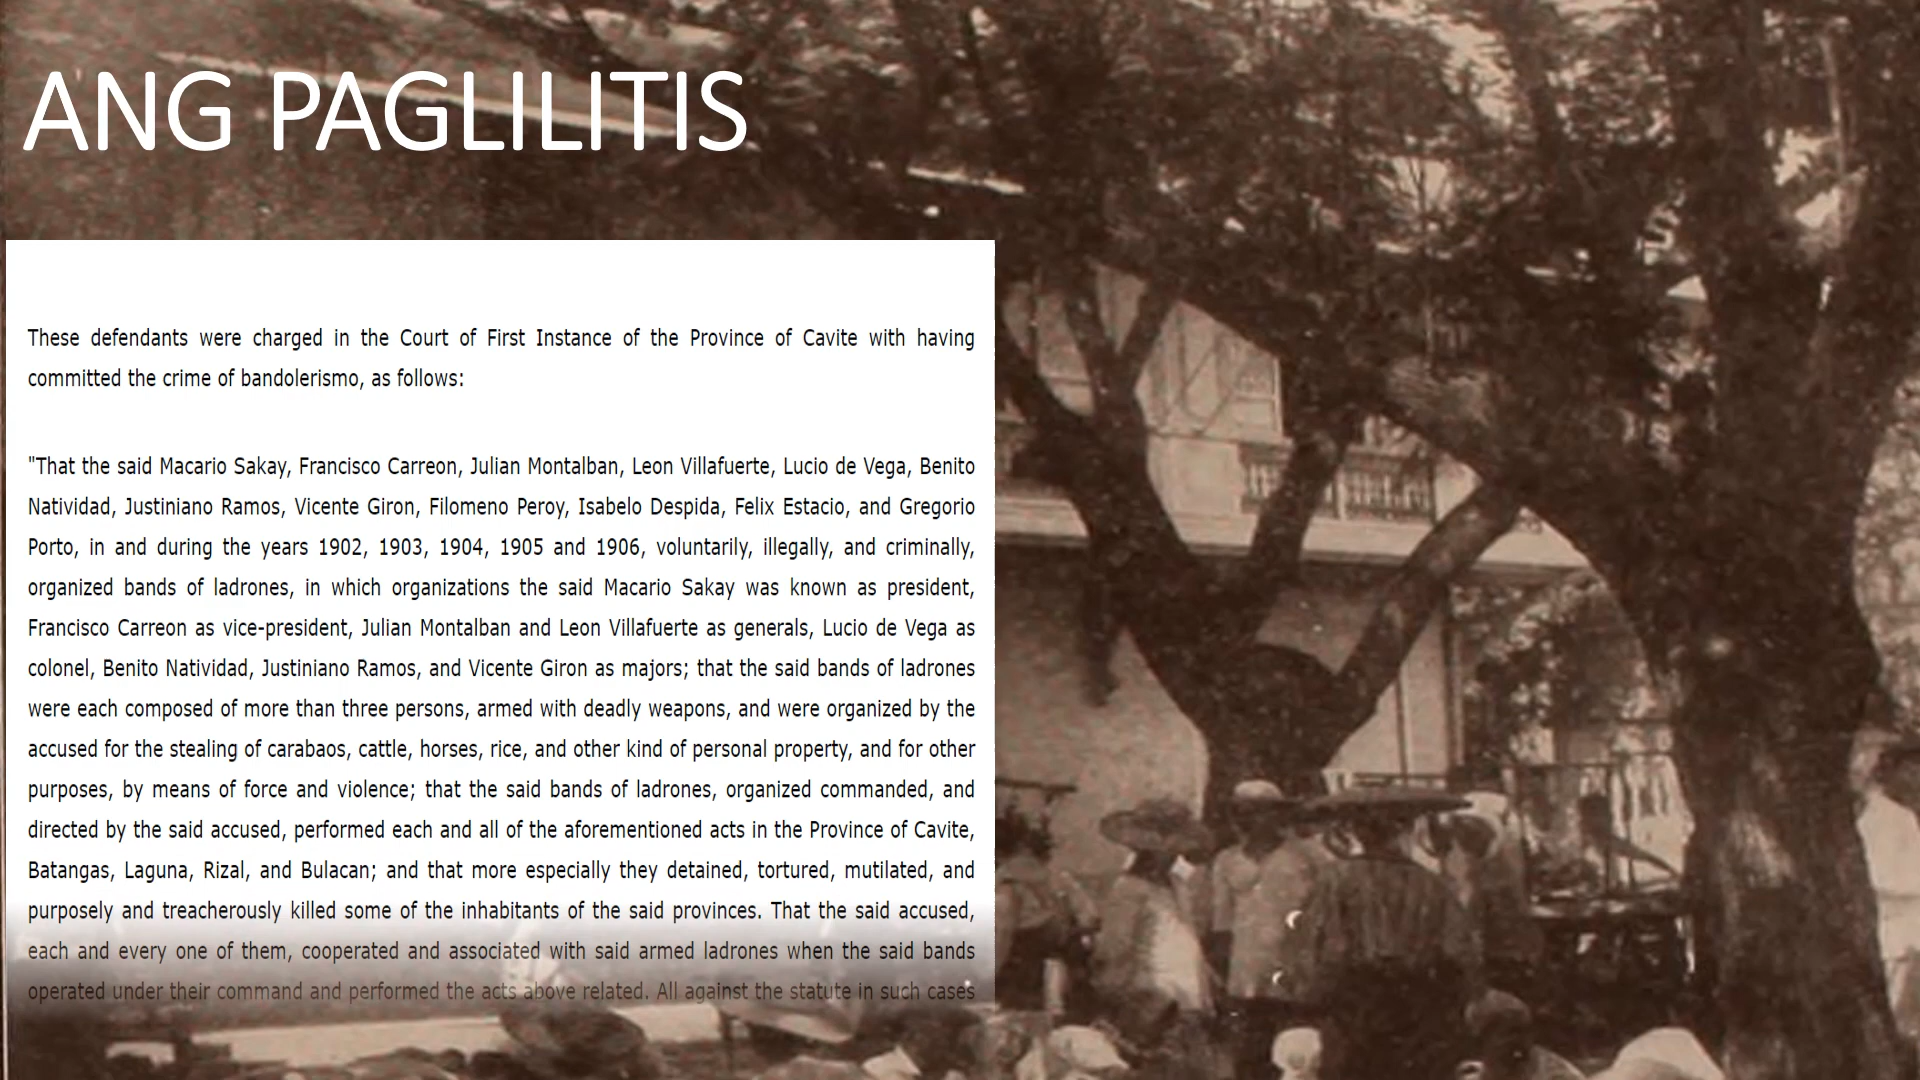 ANG PAGLILITIS
These defendants were charged in the Court of First Instance of the Province of Cavite with having
committed the crime of bandolerismo, as follows:
"That the said Macario Sakay, Francisco Carreon, Julian Montalban, Leon Villafuerte, Lucio de Vega, Benito
Natividad, Justiniano Ramos, Vicente Giron, Filomeno Peroy, Isabelo Despida, Felix Estacio, and Gregorio
Porto, in and during the years 1902, 1903, 1904, 1905 and 1906, voluntarily, illegally, and criminally,
organized bands of ladrones, in which organizations the said Macario Sakay was known as president,
Francisco Carreon as vice-president, Julian Montalban and Leon Villafuerte as generals, Lucio de Vega as
colonel, Benito Natividad, Justiniano Ramos, and Vicente Giron as majors; that the said bands of ladrones
were each composed of more than three persons, armed with deadly weapons, and were organized by the
accused for the stealing of carabaos, cattle, horses, rice, and other kind of personal property, and for other
purposes, by means of force and violence; that the said bands of ladrones, organized commanded, and
directed by the said accused, performed each and all of the aforementioned acts in the Province of Cavite,
Batangas, Laguna, Rizal, and Bulacan; and that more especially they detained, tortured, mutilated, and
purposely and treacherously killed some of the inhabitants of the said provinces. That the said accused,
each and every one of them, cooperated and associated with said armed ladrones when the said bands
operated under their command and performed the acts above related. All against the statute in such cases